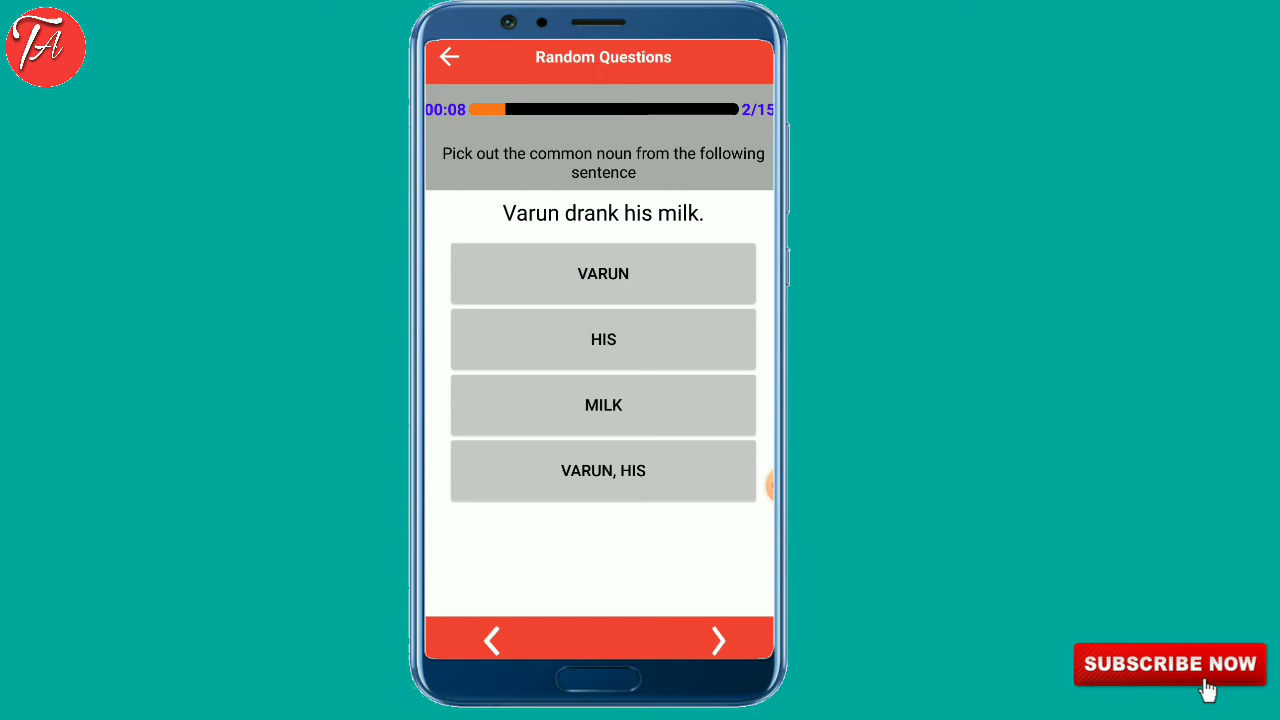 TA
Random Questions
00:08 2/15
Pick out the common noun from the following
sentence
Varun drank his milk.
VARUN
HIS
MILK
VARUN, HIS
SUBSCRIBE NOW